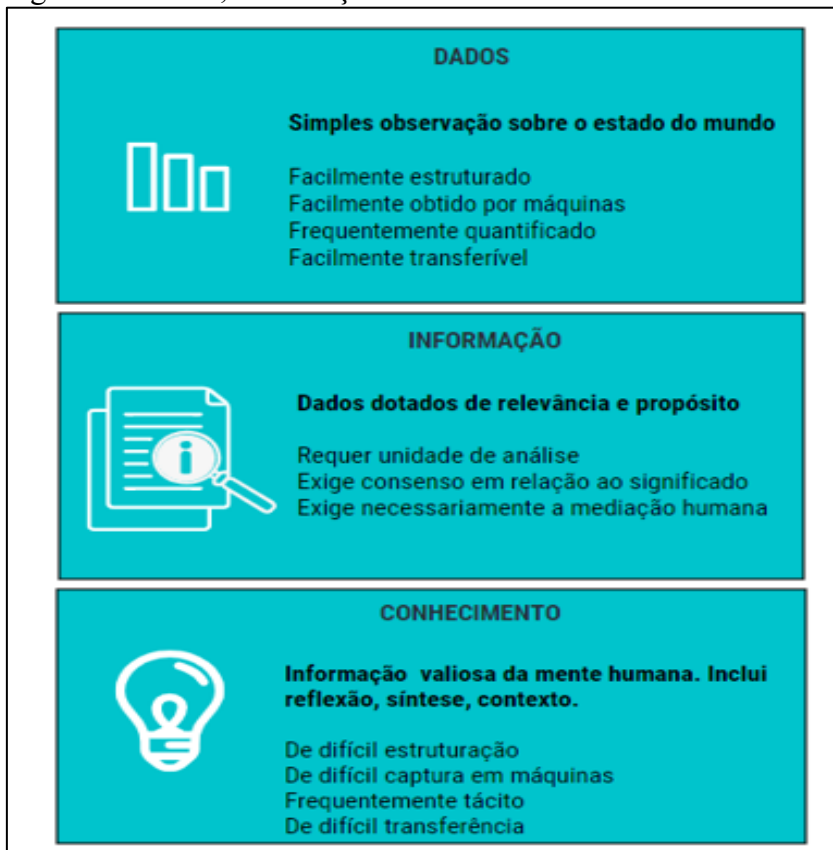 DADOS
Simples observação sobre o estado do mundo
Facilmente estruturado
Facilmente obtido por máquinas
Frequentemente quantificado
Facilmente transferível
INFORMAÇÃO
i
Dados dotados de relevância e propósito
Requer unidade de análise
Exige consenso em relação ao significado
Exige necessariamente a mediação humana
CONHECIMENTO
Informação valiosa da mente humana. Inclui
reflexão, síntese, contexto.
De difícil estruturação
De difícil captura em máquinas
Frequentemente tácito
De difícil transferência